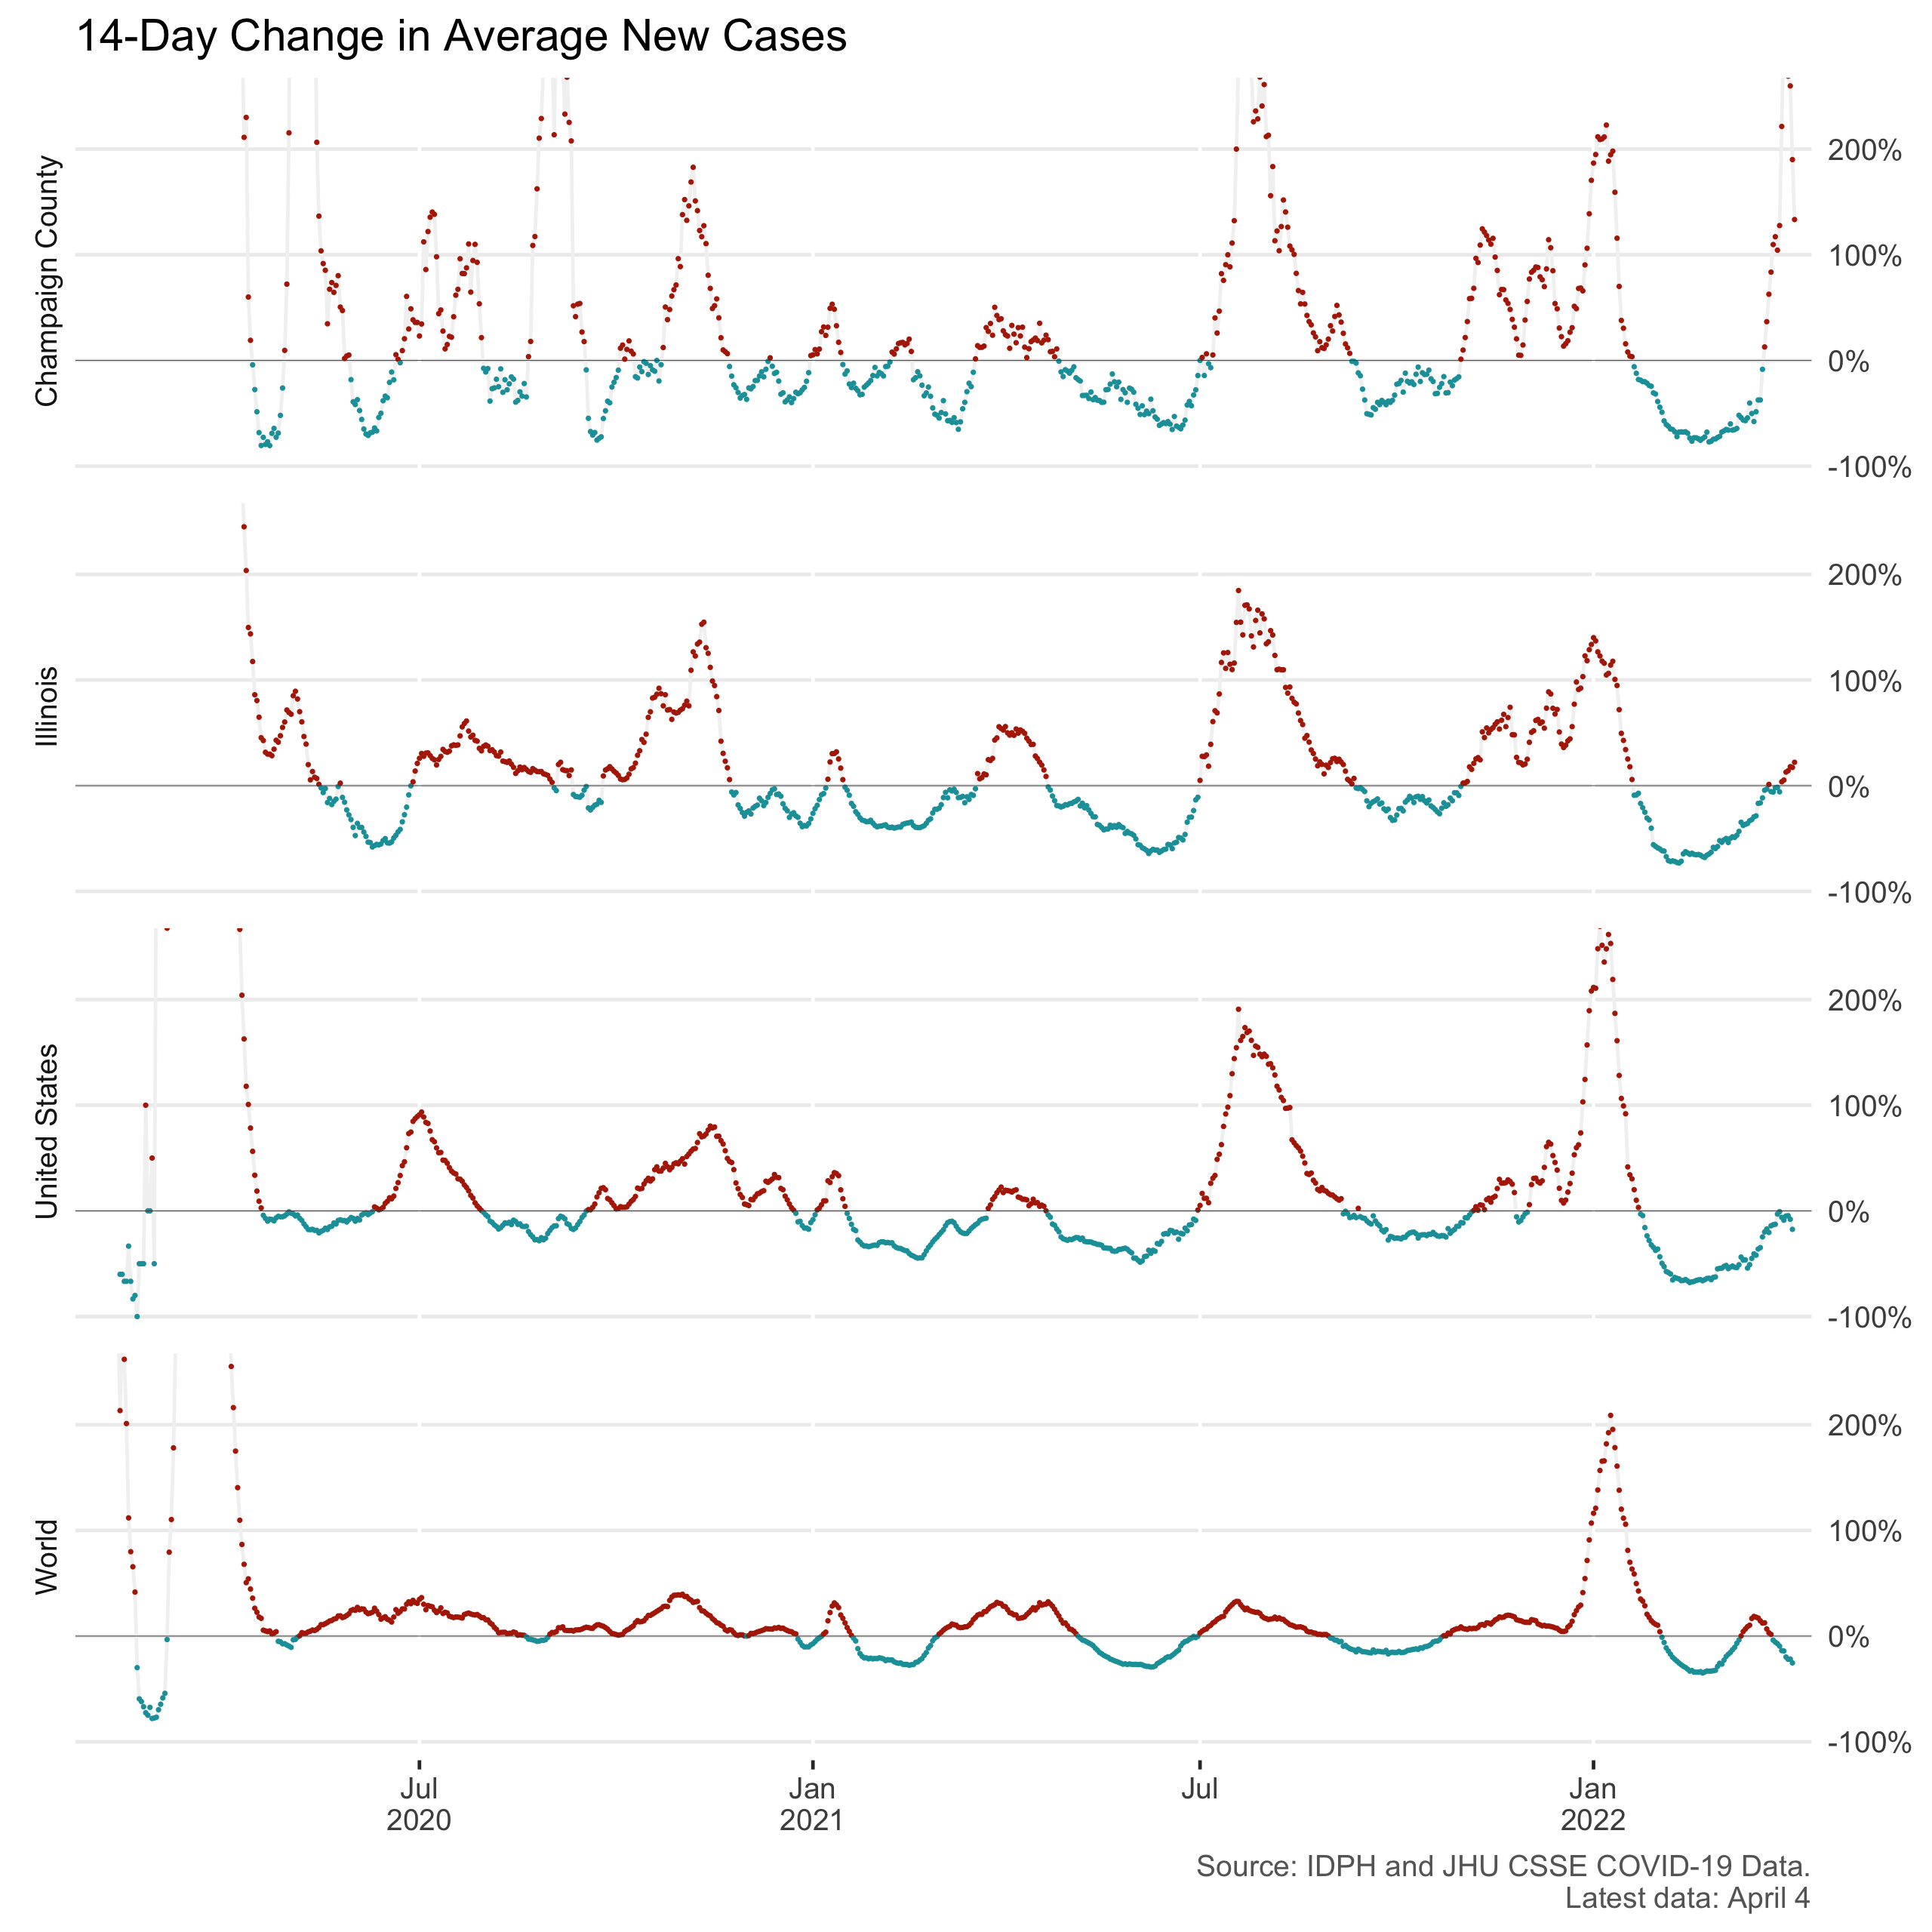 14-Day Change in Average New Cases
Champaign County
200%
100%
0%
-100%
Illinois
200%
100%
0%
-100%
United States
200%
100%
0%
-100%
World
200%
100%
0%
-100%
Jul
2020
Jan
2021
Jul
Jan
2022
Source: IDPH and JHU CSSE COVID-19 Data.
Latest data: April 4